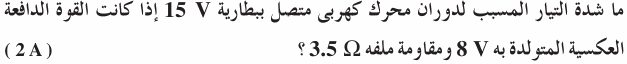 ما شدة التيار المسبب لدوران محرك كهربى متصل ببطارية 15 V إذا كانت القوة الدافعة
العكسية المتولدة به 8 V ومقاومة ملفه 3.5 Ω ؟ ( 2 A )